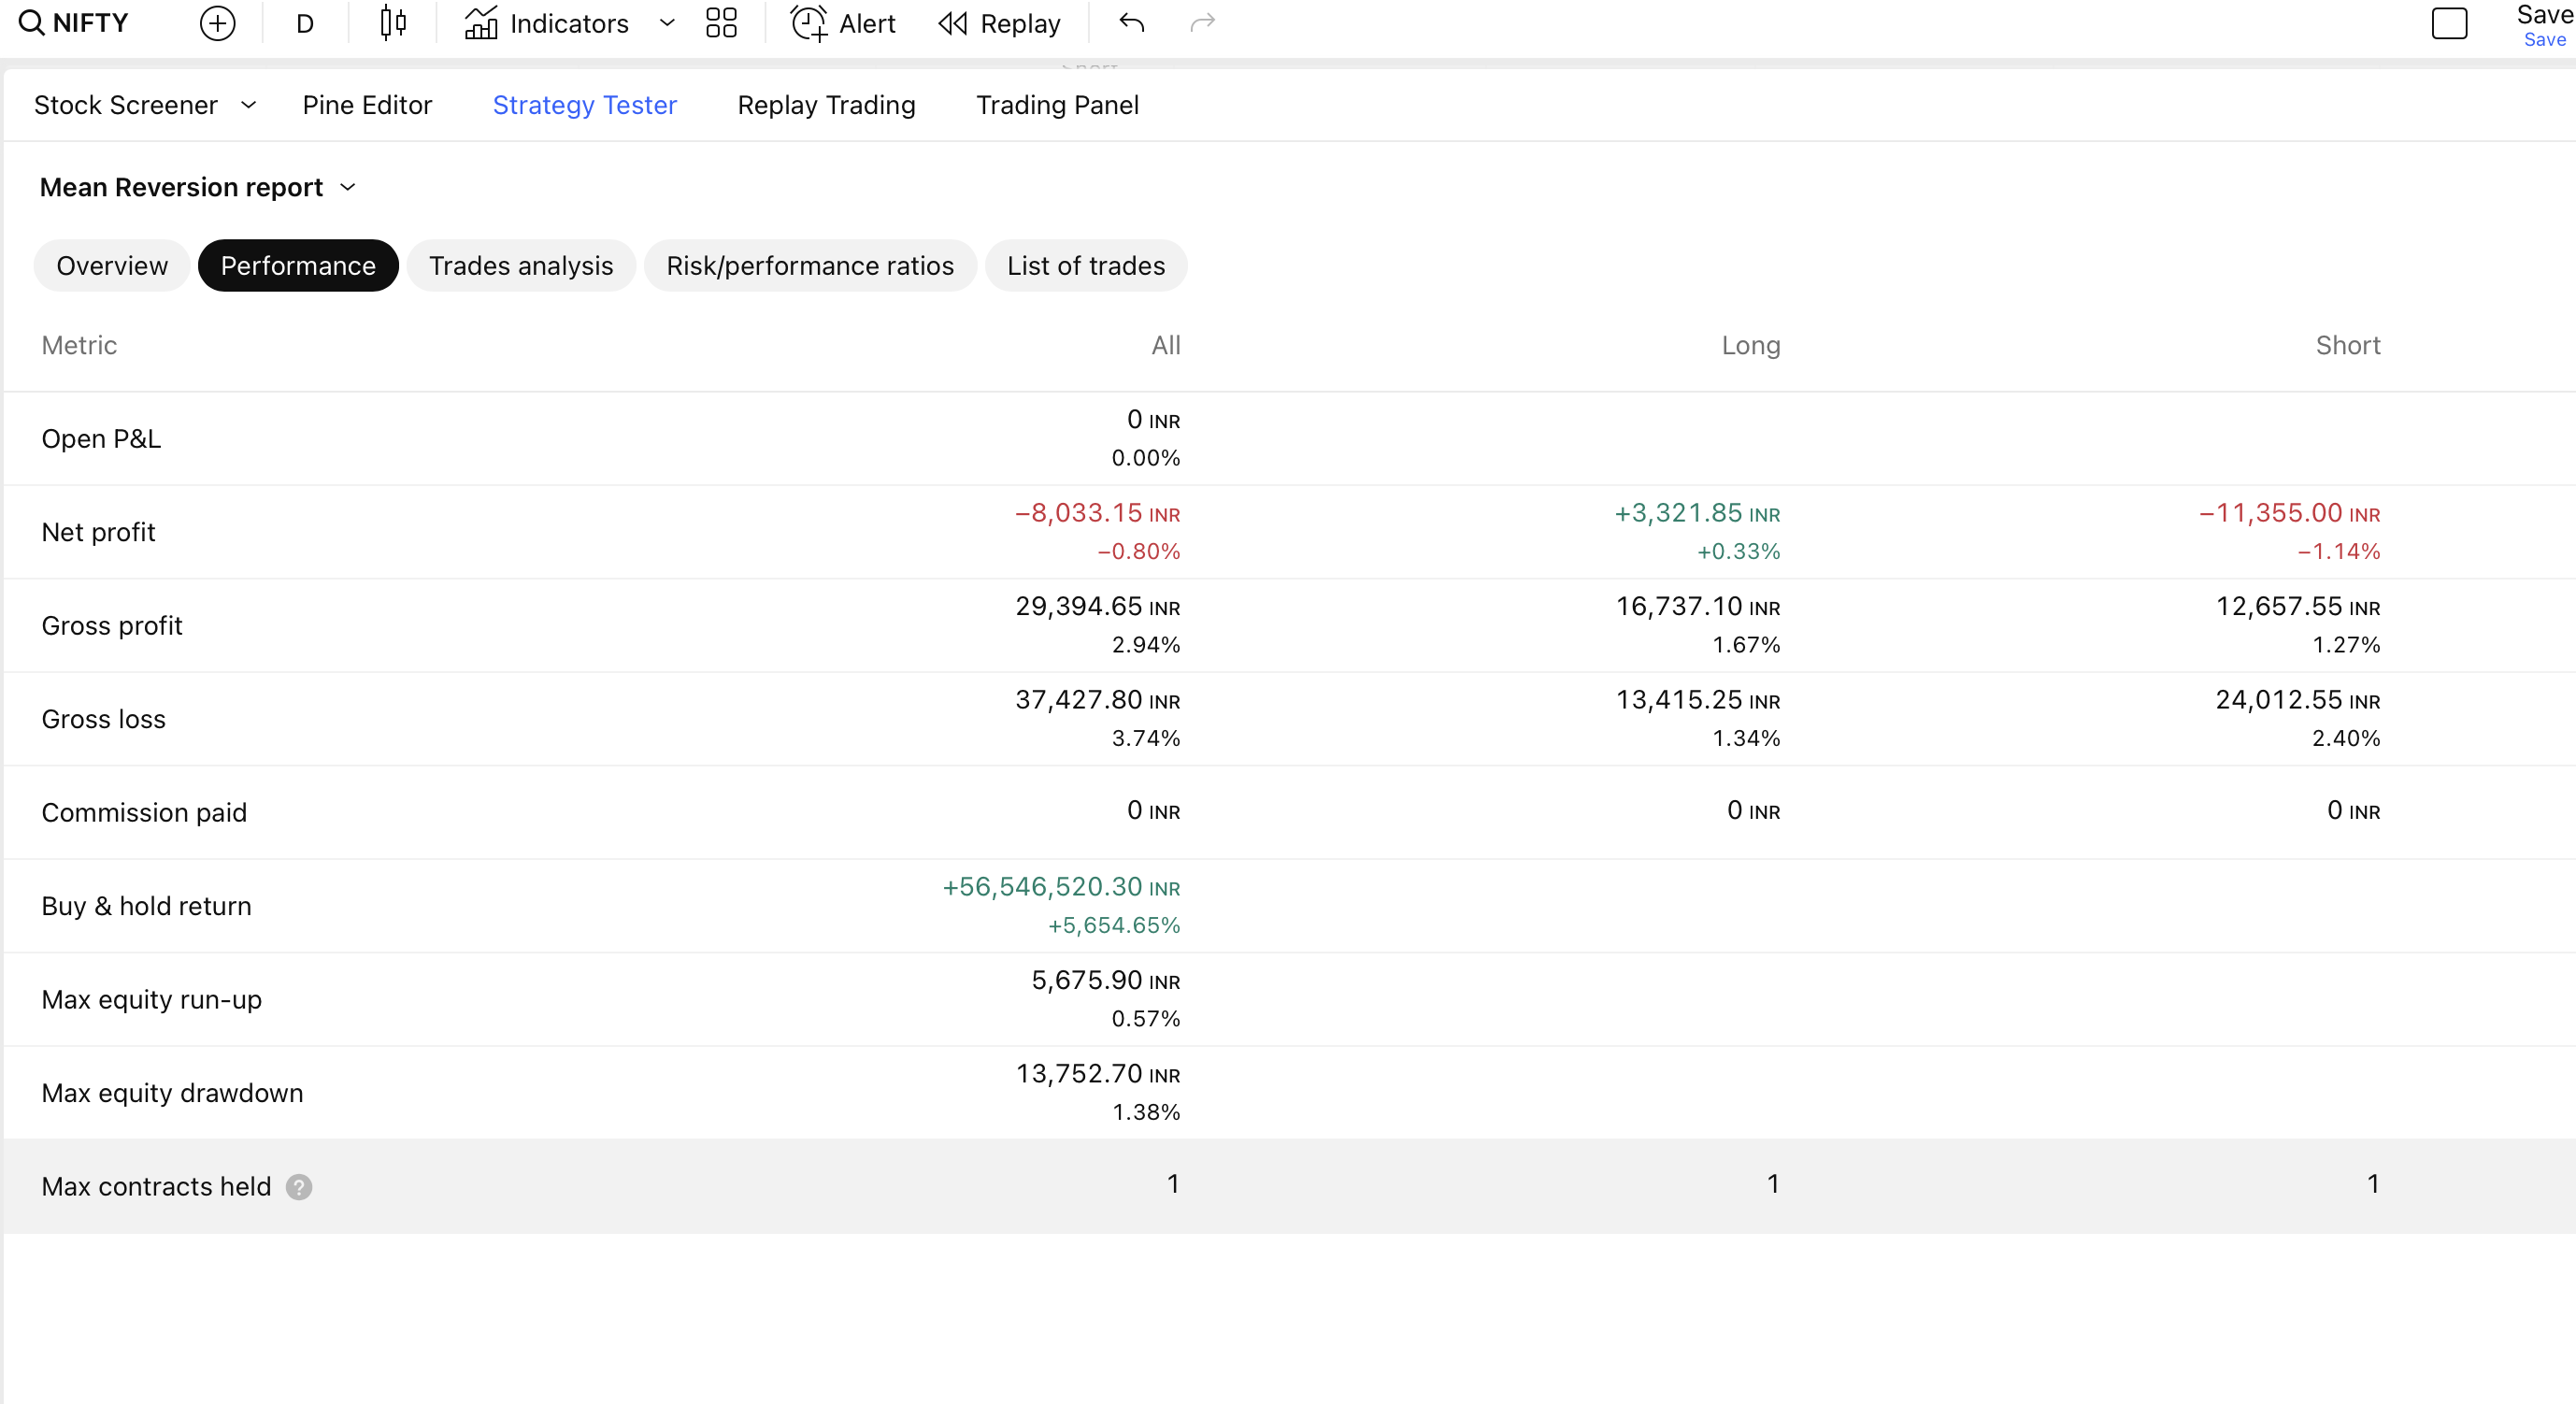 NIFTY D Indicators Alert Replay Save
Save
Stock Screener Pine Editor Strategy Tester Replay Trading Trading Panel
Mean Reversion report
Overview Performance Trades analysis Risk/performance ratios List of trades
Metric All Long Short
Open P&L 0 INR
0.00%
Net profit −8,033.15 INR +3,321.85 INR −11,355.00 INR
−0.80% +0.33% −1.14%
Gross profit 29,394.65 INR 16,737.10 INR 12,657.55 INR
2.94% 1.67% 1.27%
Gross loss 37,427.80 INR 13,415.25 INR 24,012.55 INR
3.74% 1.34% 2.40%
Commission paid 0 INR 0 INR 0 INR
Buy & hold return +56,546,520.30 INR
+5,654.65%
Max equity run-up 5,675.90 INR
0.57%
Max equity drawdown 13,752.70 INR
1.38%
Max contracts held ? 1 1 1